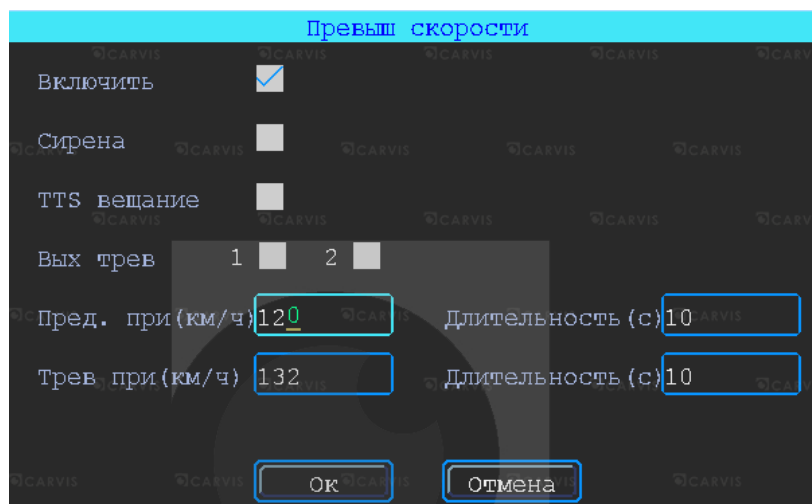 Превыш скорости
Включить
Сирена
TTS вещание
Вых трев 1 2
Пред. при(км/ч) 120 Длительность(с) 10
Трев при(км/ч) 132 Длительность(с) 10
Ок Отмена
CARVIS